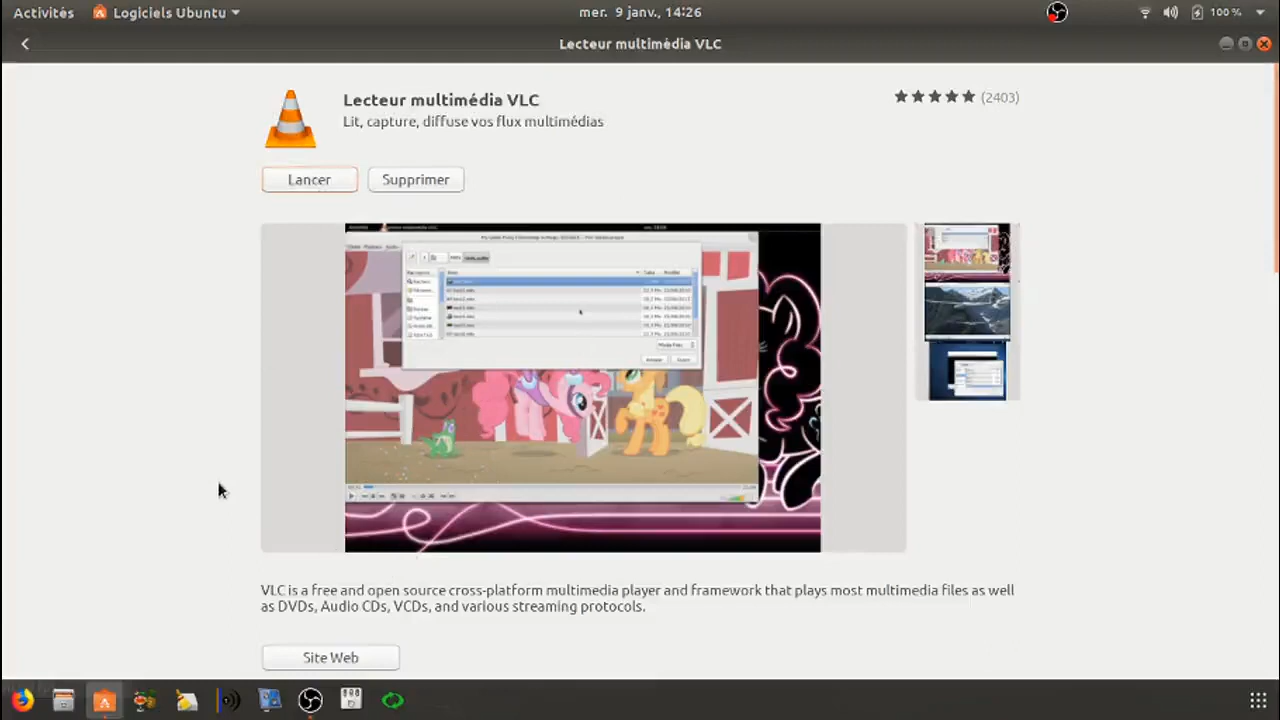 Activités Logiciels Ubuntu mer. 9 janv., 14:26 100 %
Lecteur multimédia VLC
Lecteur multimédia VLC (2403)
Lit, capture, diffuse vos flux multimédias
Lancer Supprimer
VLC is a free and open source cross-platform multimedia player and framework that plays most multimedia files as well
as DVDs, Audio CDs, VCDs, and various streaming protocols.
Site Web